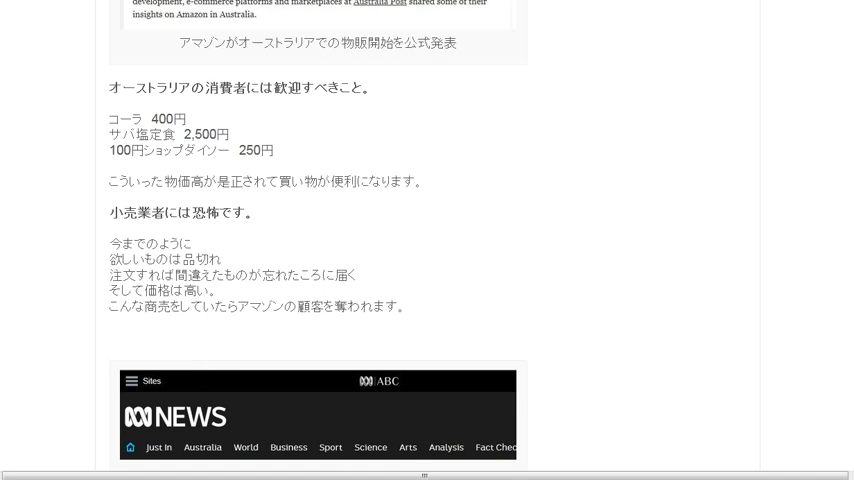 development, e-commerce platforms and marketplaces at Australia Post shared some of their
insights on Amazon in Australia.
アマゾンがオーストラリアでの物販開始を公式発表
オーストラリアの消費者には歓迎すべきこと。
コーラ 400円
サバ塩定食 2,500円
100円ショップダイソー 250円
こういった物価高が是正されて買い物が便利になります。
小売業者には恐怖です。
今までのように
欲しいものは品切れ
注文すれば間違えたものが忘れたころに届く
そして価格は高い。
こんな商売をしていたらアマゾンの顧客を奪われます。
Sites ABC
NEWS
Just In Australia World Business Sport Science Arts Analysis Fact Chec